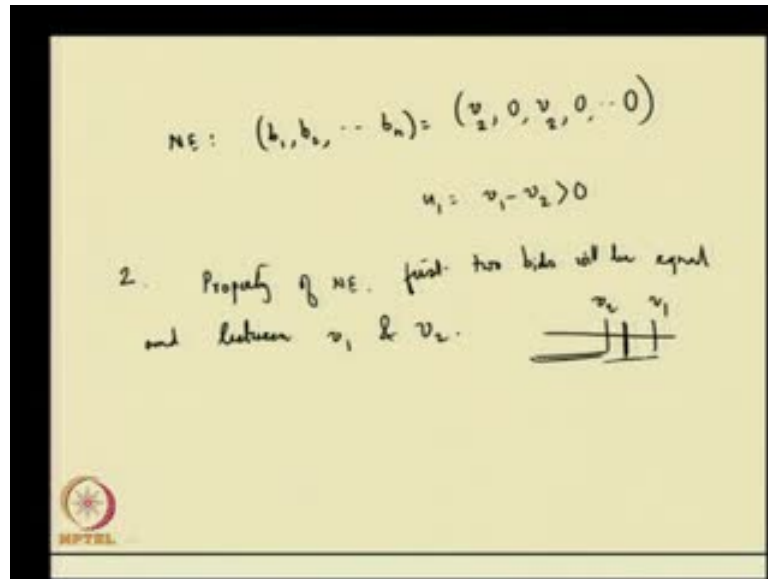 NE: (b₁, b₂, ... bₙ) = (v₂, 0, v₂, 0, ... 0)
u₁ = v₁ - v₂ > 0
2. Property of NE. first two bids will be equal
and between v₁ & v₂.
v₂ v₁
NPTEL